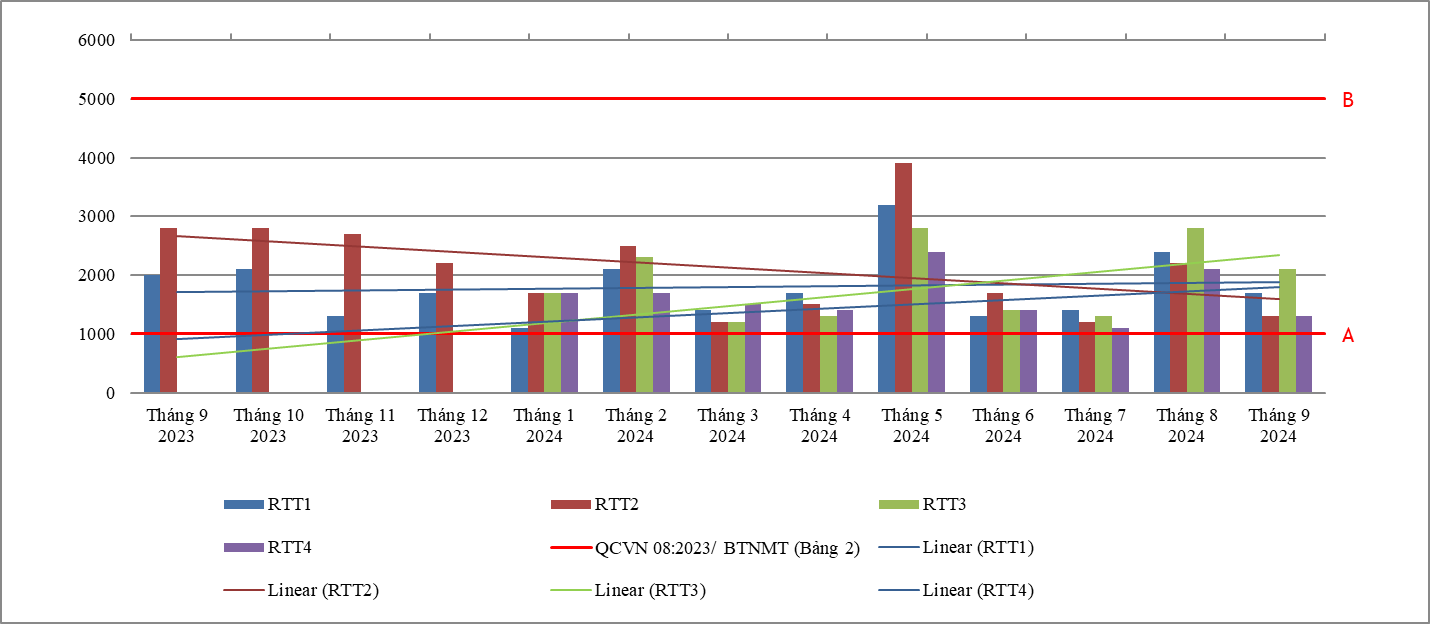 6000
5000
B
4000
3000
2000
1000
A
0
Tháng 9 Tháng 10 Tháng 11 Tháng 12 Tháng 1 Tháng 2 Tháng 3 Tháng 4 Tháng 5 Tháng 6 Tháng 7 Tháng 8 Tháng 9
2023 2023 2023 2023 2024 2024 2024 2024 2024 2024 2024 2024 2024
RTT1 RTT2 RTT3
RTT4 QCVN 08:2023/ BTNMT (Bảng 2) Linear (RTT1)
Linear (RTT2) Linear (RTT3) Linear (RTT4)